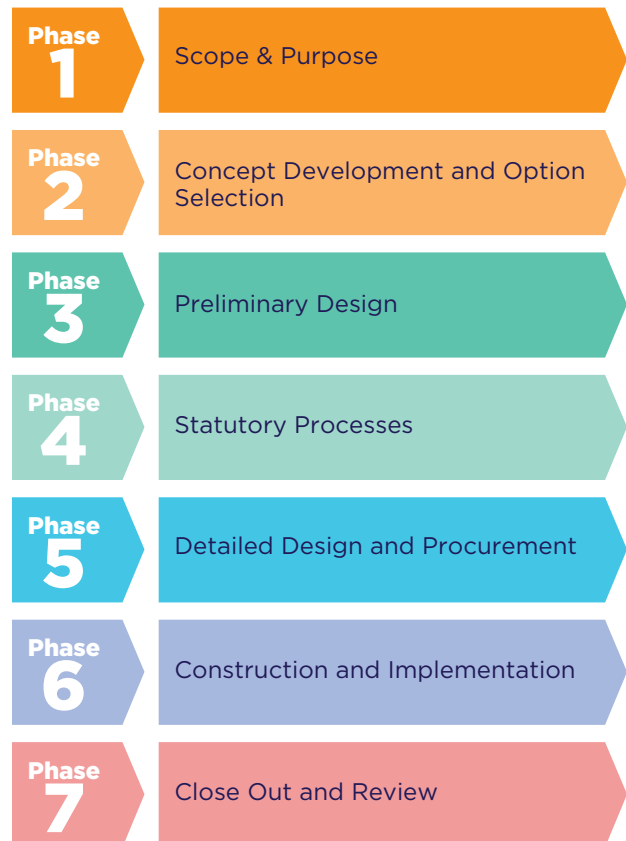 Phase
1
Scope & Purpose
Phase
2
Concept Development and Option
Selection
Phase
3
Preliminary Design
Phase
4
Statutory Processes
Phase
5
Detailed Design and Procurement
Phase
6
Construction and Implementation
Phase
7
Close Out and Review